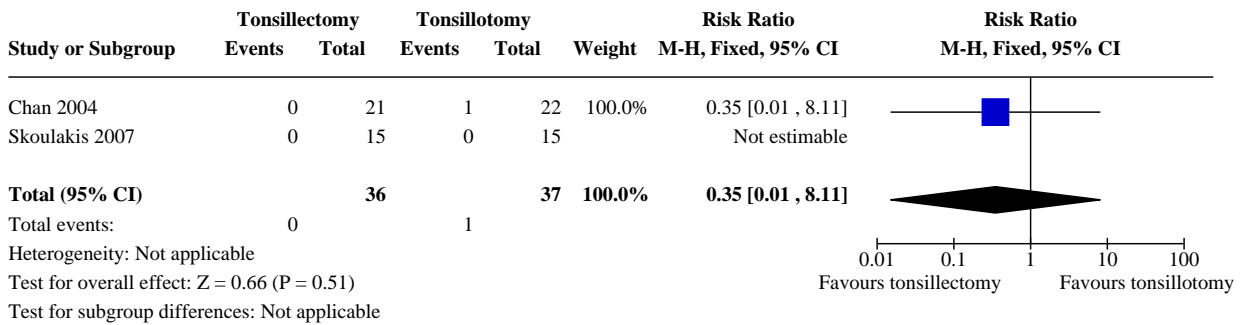 Tonsillectomy Tonsillotomy Risk Ratio Risk Ratio
Study or Subgroup Events Total Events Total Weight M-H, Fixed, 95% CI M-H, Fixed, 95% CI
Chan 2004 0 21 1 22 100.0% 0.35 [0.01 , 8.11]
Skoulakis 2007 0 15 0 15 Not estimable
Total (95% CI) 36 37 100.0% 0.35 [0.01 , 8.11]
Total events: 0 1
Heterogeneity: Not applicable
0.01 0.1 1 10 100
Test for overall effect: Z = 0.66 (P = 0.51)
Favours tonsillectomy Favours tonsillotomy
Test for subgroup differences: Not applicable